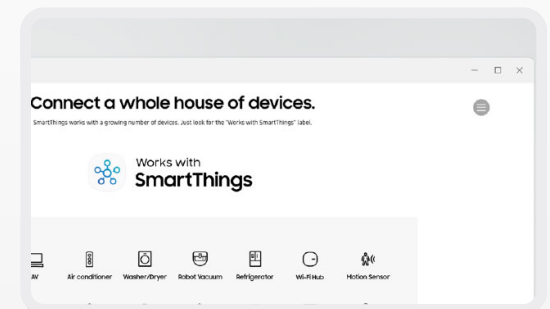 Connect a whole house of devices.
SmartThings works with a growing number of devices. Just look for the "Works with SmartThings" label.
Works with
SmartThings
AV
Air conditioner Washer/Dryer Robot Vacuum Refrigerator Wi-Fi Hub Motion Sensor